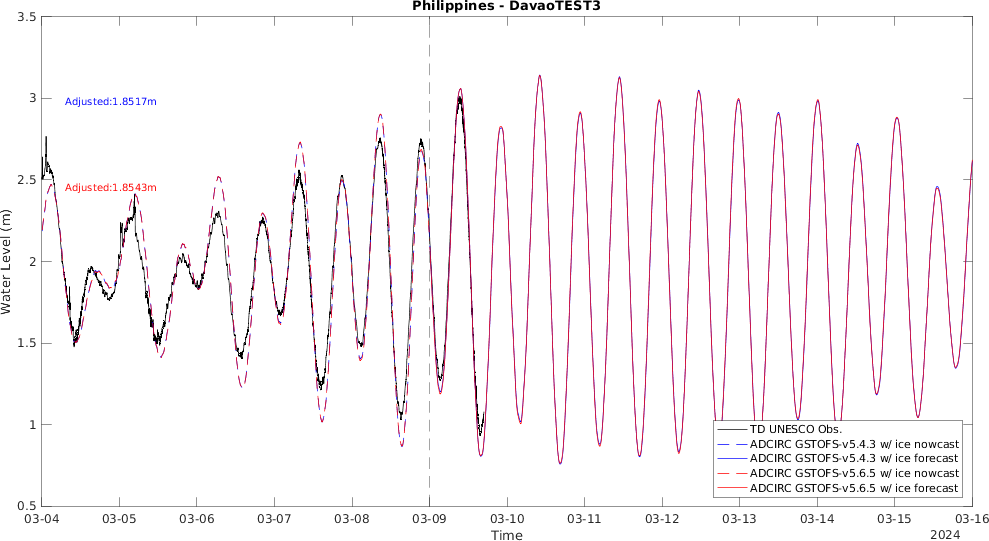 Philippines - DavaoTEST3
3.5
3
2.5
2
1.5
1
0.5
Water Level (m)
Adjusted:1.8517m
Adjusted:1.8543m
TD UNESCO Obs.
ADCIRC GSTOFS-v5.4.3 w/ ice nowcast
ADCIRC GSTOFS-v5.4.3 w/ ice forecast
ADCIRC GSTOFS-v5.6.5 w/ ice nowcast
ADCIRC GSTOFS-v5.6.5 w/ ice forecast
03-04 03-05 03-06 03-07 03-08 03-09 03-10 03-11 03-12 03-13 03-14 03-15 03-16
Time
2024